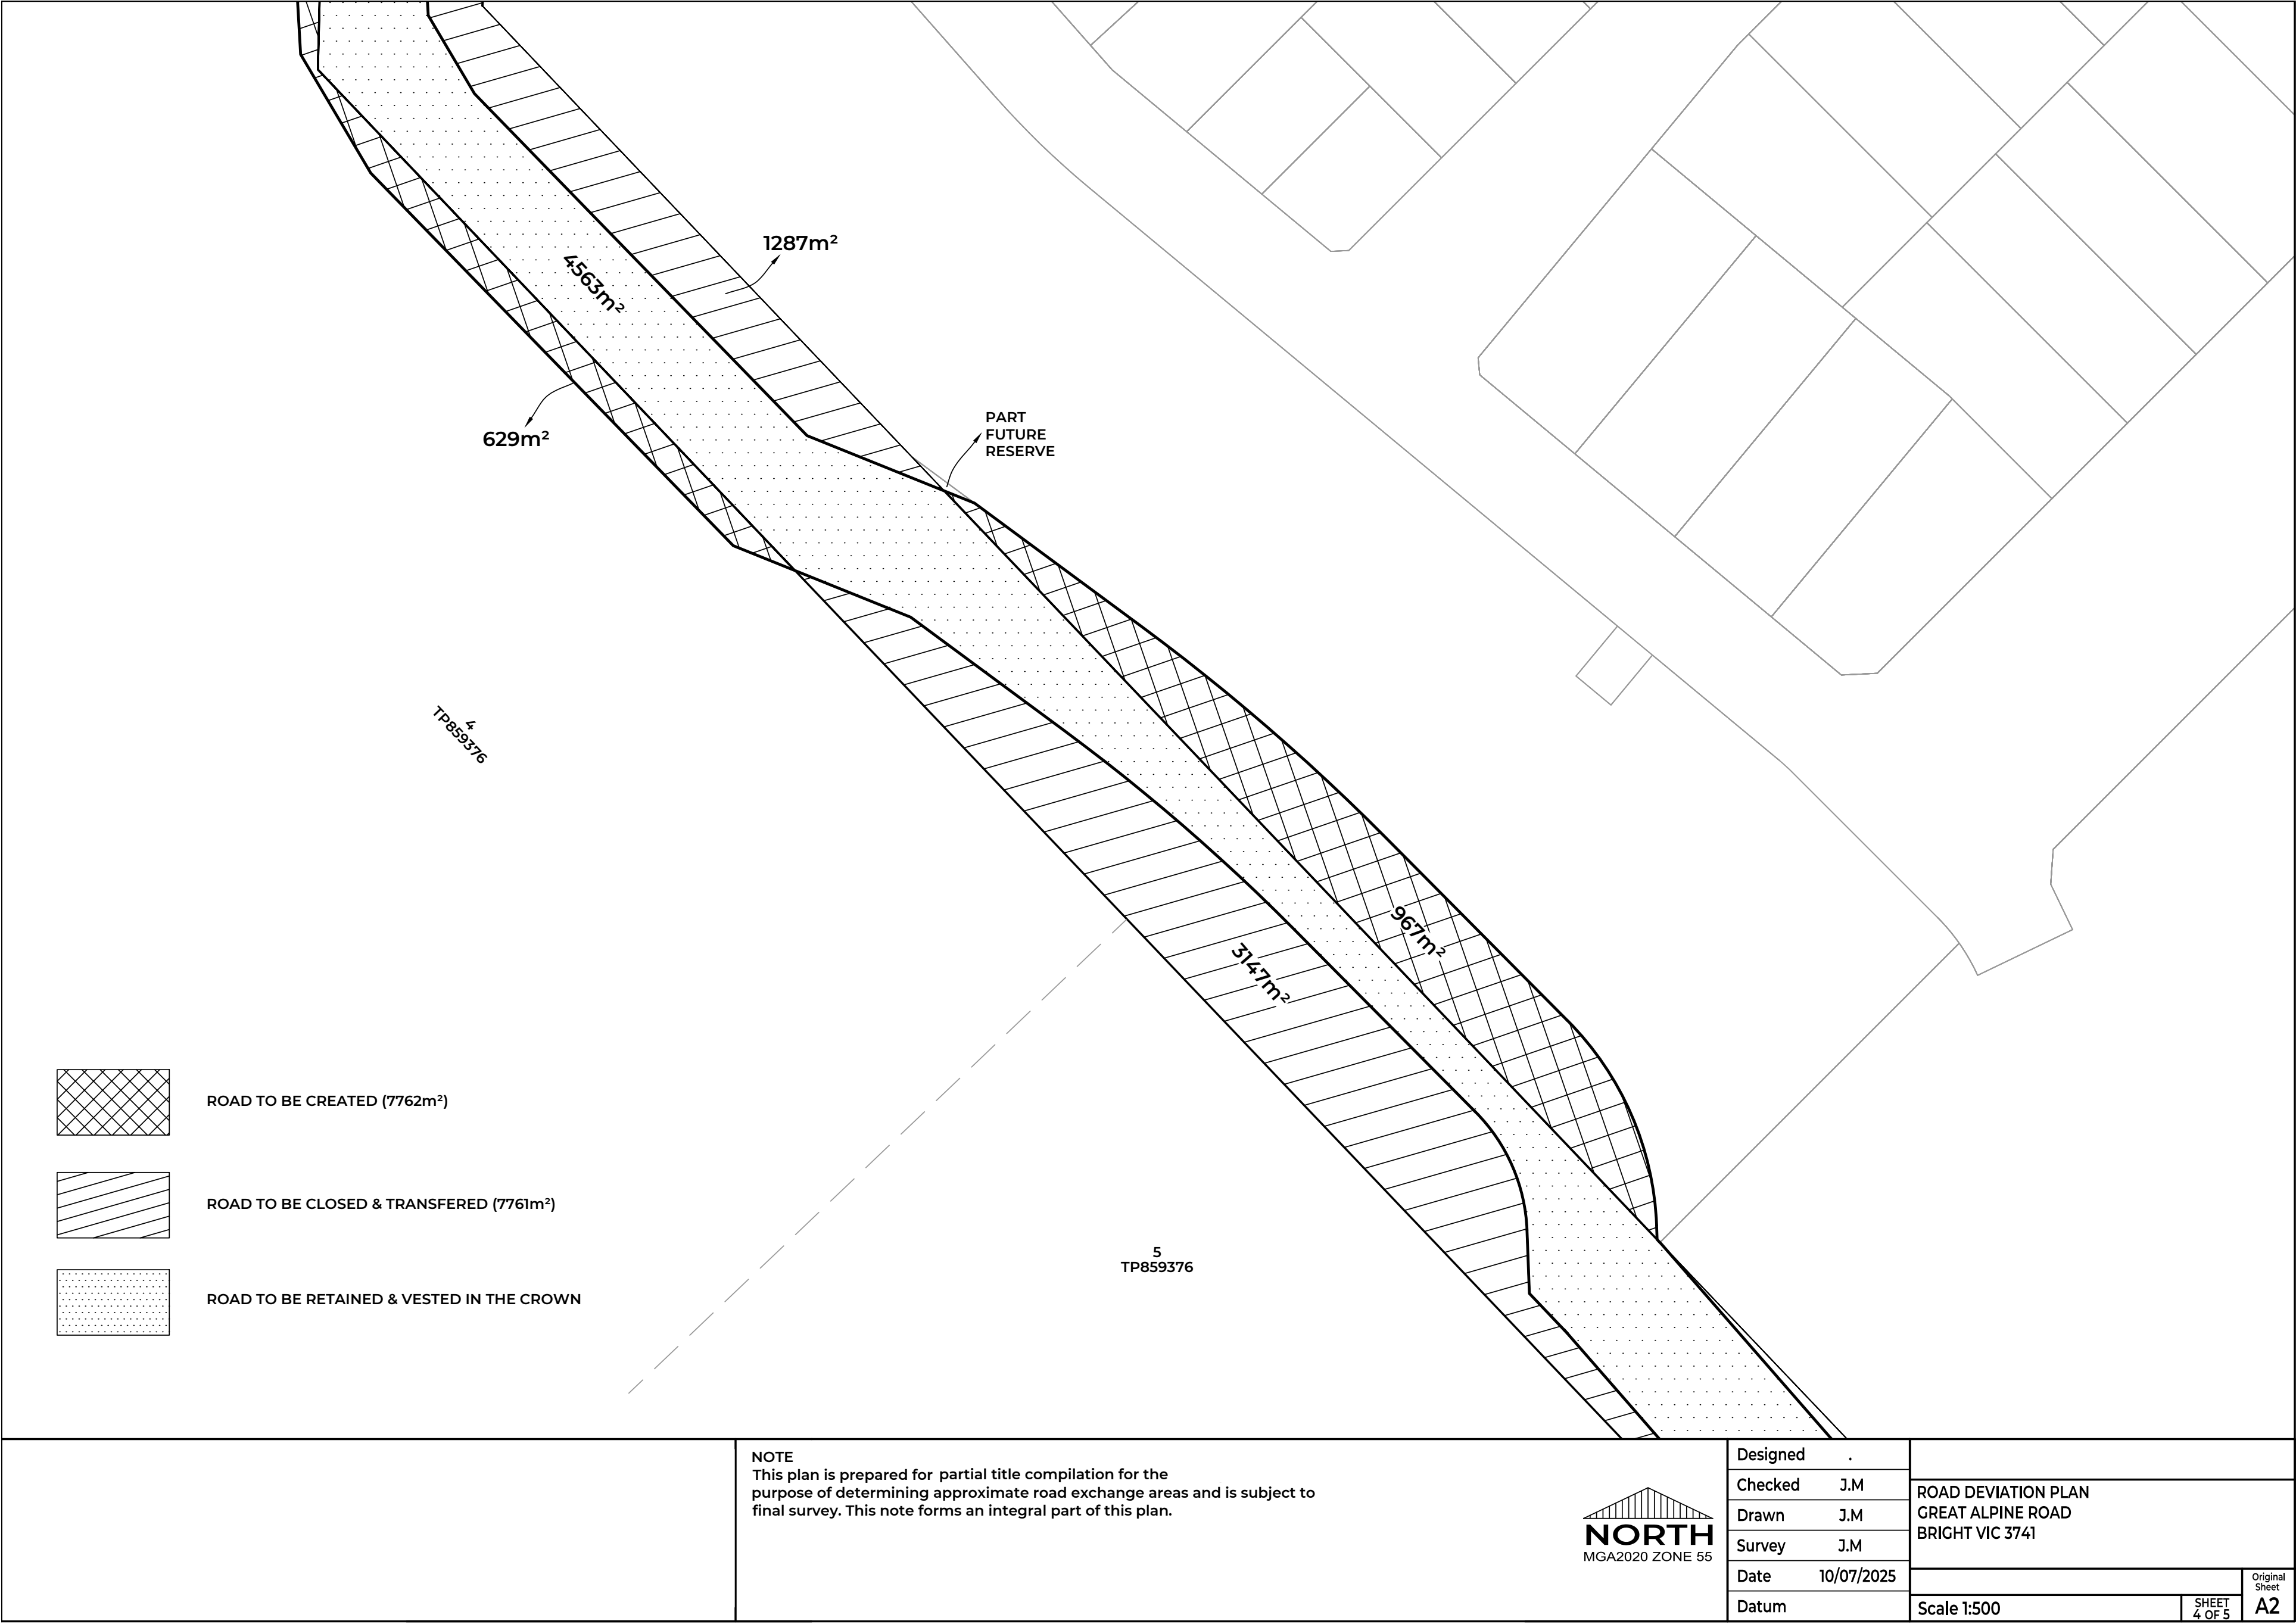 1287m²
4563m²
629m²
PART
FUTURE
RESERVE
4
TP859376
967m²
3147m²
5
TP859376
ROAD TO BE CREATED (7762m²)
ROAD TO BE CLOSED & TRANSFERED (7761m²)
ROAD TO BE RETAINED & VESTED IN THE CROWN
NOTE
This plan is prepared for partial title compilation for the
purpose of determining approximate road exchange areas and is subject to
final survey. This note forms an integral part of this plan.
NORTH
MGA2020 ZONE 55
Designed .
Checked J.M
Drawn J.M
Survey J.M
Date 10/07/2025
Datum
ROAD DEVIATION PLAN
GREAT ALPINE ROAD
BRIGHT VIC 3741
Scale 1:500
SHEET
4 OF 5
Original
Sheet
A2